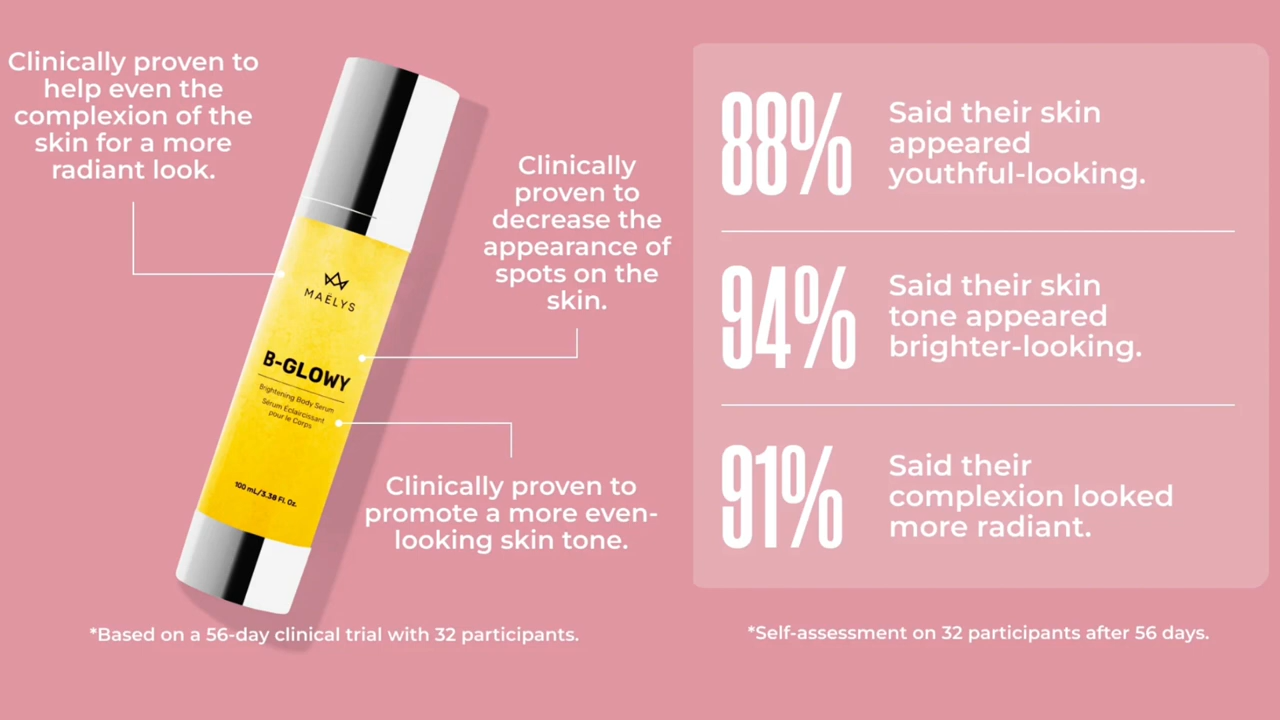 Clinically proven to
help even the
complexion of the
skin for a more
radiant look.
Clinically
proven to
decrease the
appearance of
spots on the
skin.
MAËLYS
B-GLOWY
Brightening Body Serum
Sérum Éclaircissant
pour le Corps
100 mL/3.38 Fl. Oz.
Clinically proven to
promote a more even-
looking skin tone.
*Based on a 56-day clinical trial with 32 participants.
88%
Said their skin
appeared
youthful-looking.
94%
Said their skin
tone appeared
brighter-looking.
91%
Said their
complexion looked
more radiant.
*Self-assessment on 32 participants after 56 days.